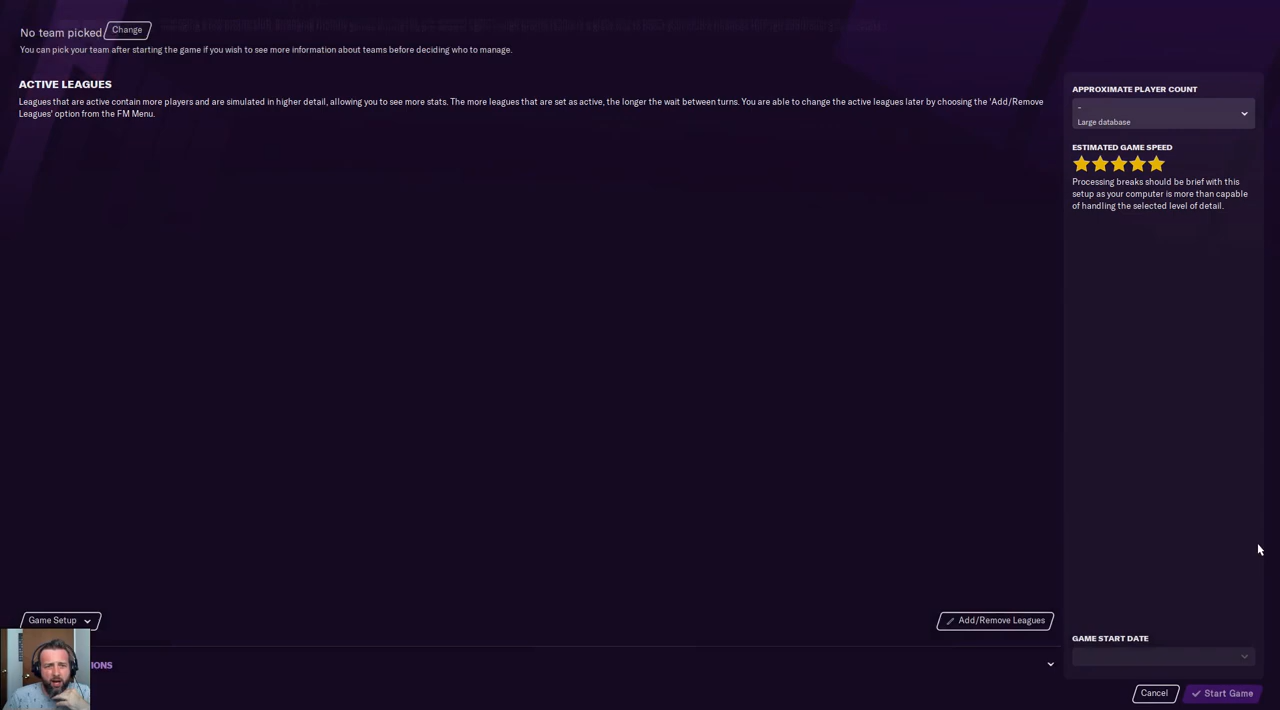 No team picked
Change
You can pick your team after starting the game if you wish to see more information about teams before deciding who to manage.
ACTIVE LEAGUES
Leagues that are active contain more players and are simulated in higher detail, allowing you to see more stats. The more leagues that are set as active, the longer the wait between turns. You are able to change the active leagues later by choosing the 'Add/Remove
Leagues' option from the FM Menu.
APPROXIMATE PLAYER COUNT
-
Large database
ESTIMATED GAME SPEED
Processing breaks should be brief with this
setup as your computer is more than capable
of handling the selected level of detail.
Game Setup
Add/Remove Leagues
IONS
GAME START DATE
Cancel
Start Game